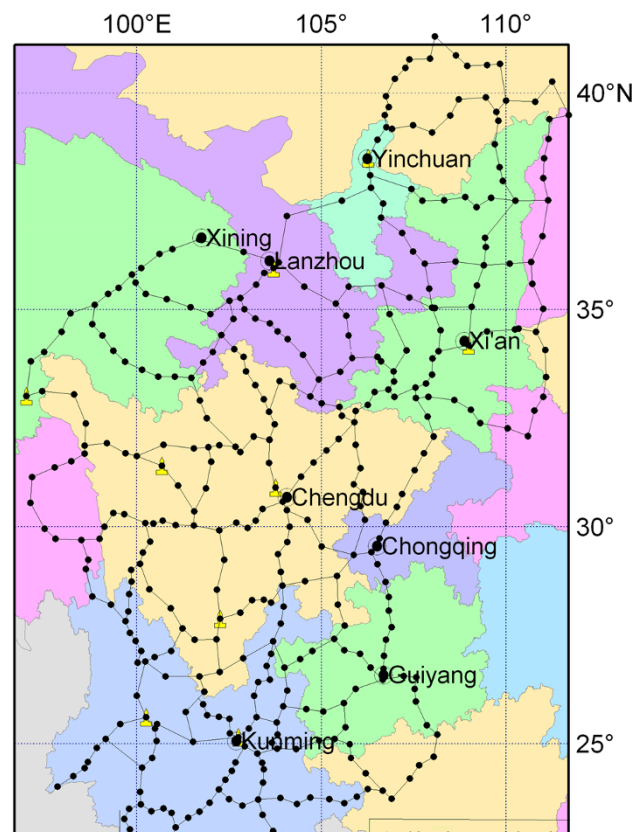 100°E 105° 110°
40°N
Yinchuan
Xining
Lanzhou
35°
Xi'an
Chengdu
30°
Chongqing
Guiyang
Kunming
25°